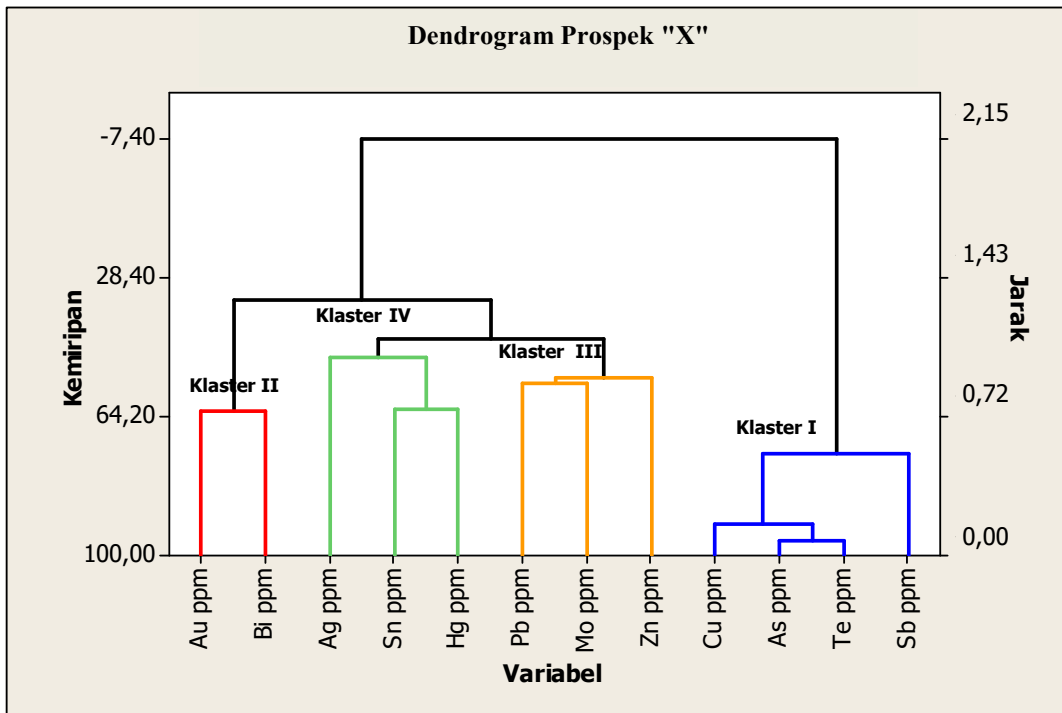 Dendrogram Prospek "X"
2,15
-7,40
1,43
28,40
Klaster IV
Klaster III
Klaster II
0,72
64,20
Klaster I
0,00
100,00
Kemiripan
Jarak
Au ppm
Bi ppm
Ag ppm
Sn ppm
Hg ppm
Pb ppm
Mo ppm
Zn ppm
Cu ppm
As ppm
Te ppm
Sb ppm
Variabel